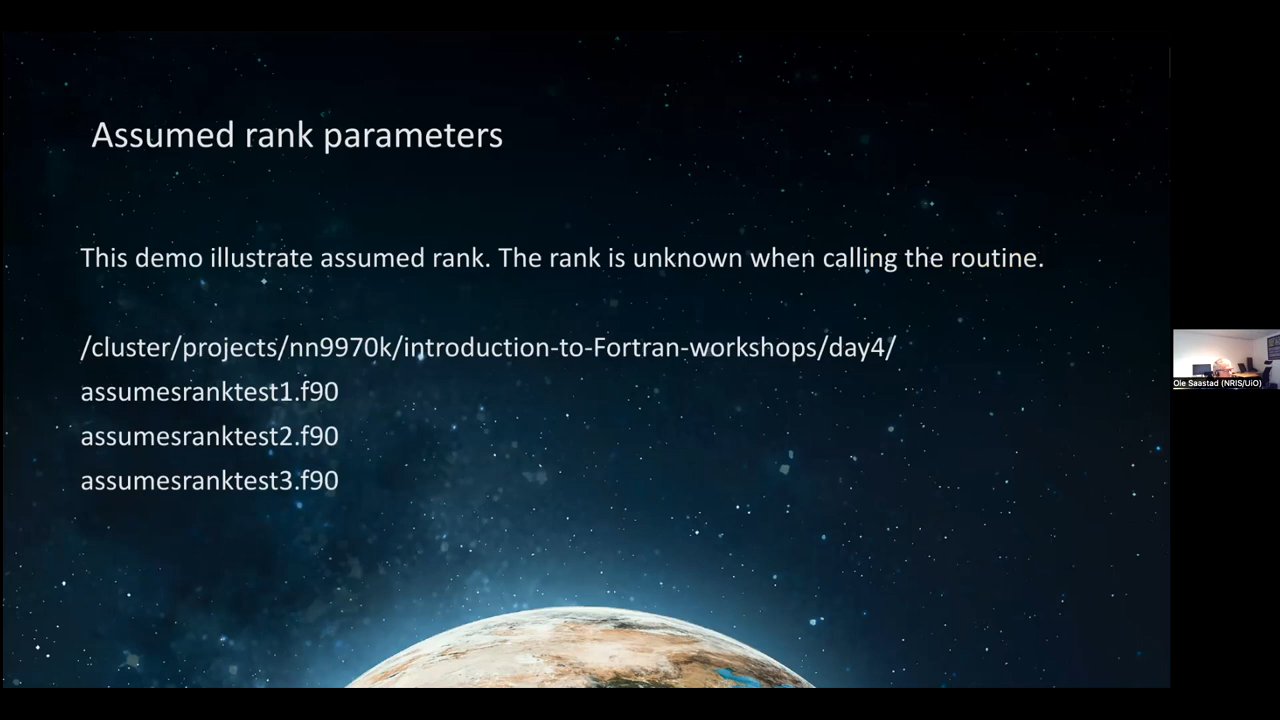 Assumed rank parameters
This demo illustrate assumed rank. The rank is unknown when calling the routine.
/cluster/projects/nn9970k/introduction-to-Fortran-workshops/day4/
assumesranktest1.f90
assumesranktest2.f90
assumesranktest3.f90
Ole Saastad (NRIS/UiO)